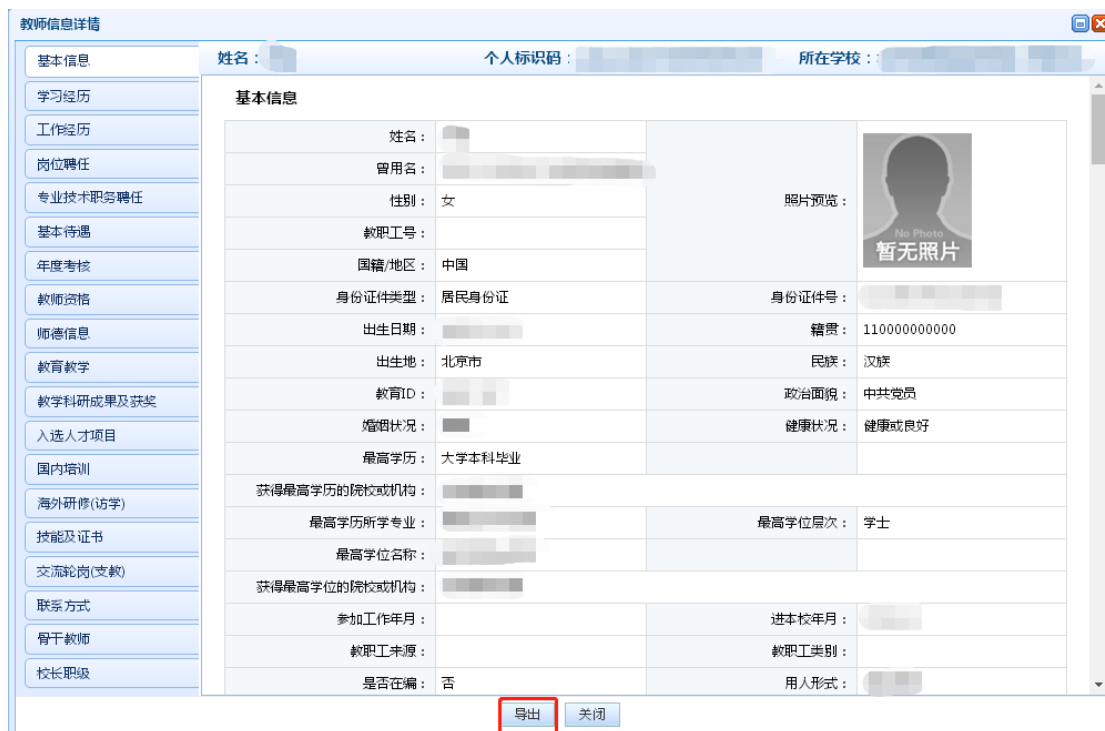 教师信息详情
基本信息
学习经历
工作经历
岗位聘任
专业技术职务聘任
基本待遇
年度考核
教师资格
师德信息
教育教学
教学科研成果及获奖
入选人才项目
国内培训
海外研修(访学)
技能及证书
交流轮岗(支教)
联系方式
骨干教师
校长职级
姓名： 个人标识码： 所在学校：
基本信息
姓名：
曾用名：
性别： 女 照片预览：
No Photo
暂无照片
教职工号：
国籍/地区： 中国
身份证件类型： 居民身份证 身份证件号：
出生日期： 籍贯： 110000000000
出生地： 北京市 民族： 汉族
教育ID： 政治面貌： 中共党员
婚姻状况： 健康状况： 健康或良好
最高学历： 大学本科毕业
获得最高学历的院校或机构：
最高学历所学专业： 最高学位层次： 学士
最高学位名称：
获得最高学位的院校或机构：
参加工作年月： 进本校年月：
教职工来源： 教职工类别：
是否在编： 否 用人形式：
导出 关闭